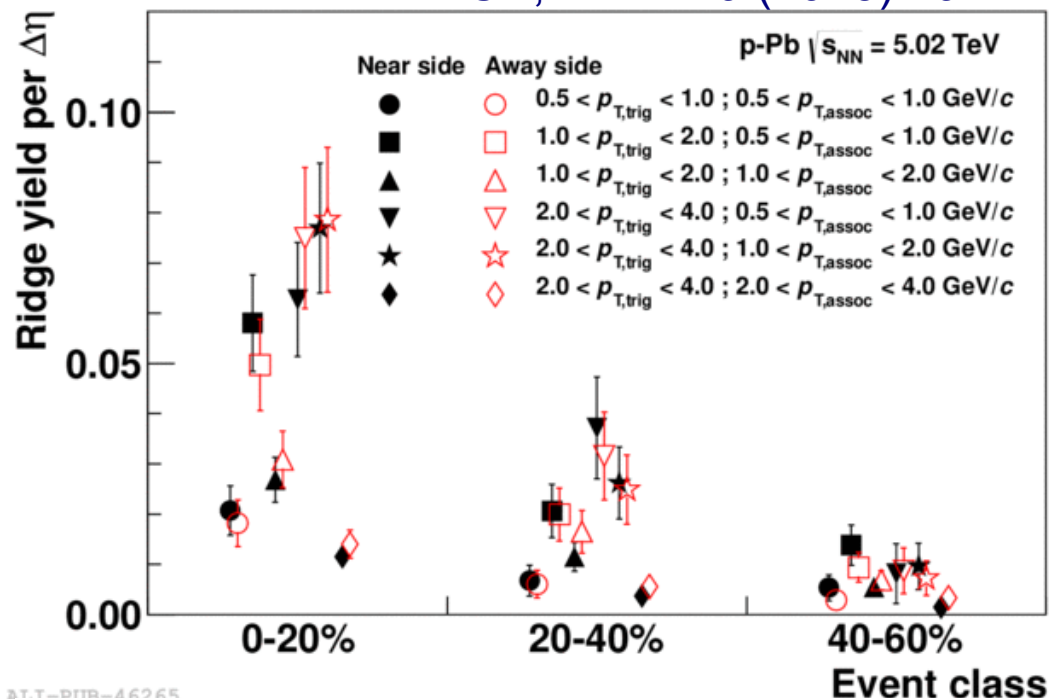 p-Pb √sNN = 5.02 TeV
Near side Away side
0.5 < pT,trig < 1.0 ; 0.5 < pT,assoc < 1.0 GeV/c
1.0 < pT,trig < 2.0 ; 0.5 < pT,assoc < 1.0 GeV/c
1.0 < pT,trig < 2.0 ; 1.0 < pT,assoc < 2.0 GeV/c
2.0 < pT,trig < 4.0 ; 0.5 < pT,assoc < 1.0 GeV/c
2.0 < pT,trig < 4.0 ; 1.0 < pT,assoc < 2.0 GeV/c
2.0 < pT,trig < 4.0 ; 2.0 < pT,assoc < 4.0 GeV/c
Ridge yield per Δη
0.10
0.05
0.00
0-20% 20-40% 40-60%
Event class
ALI-PUB-46265